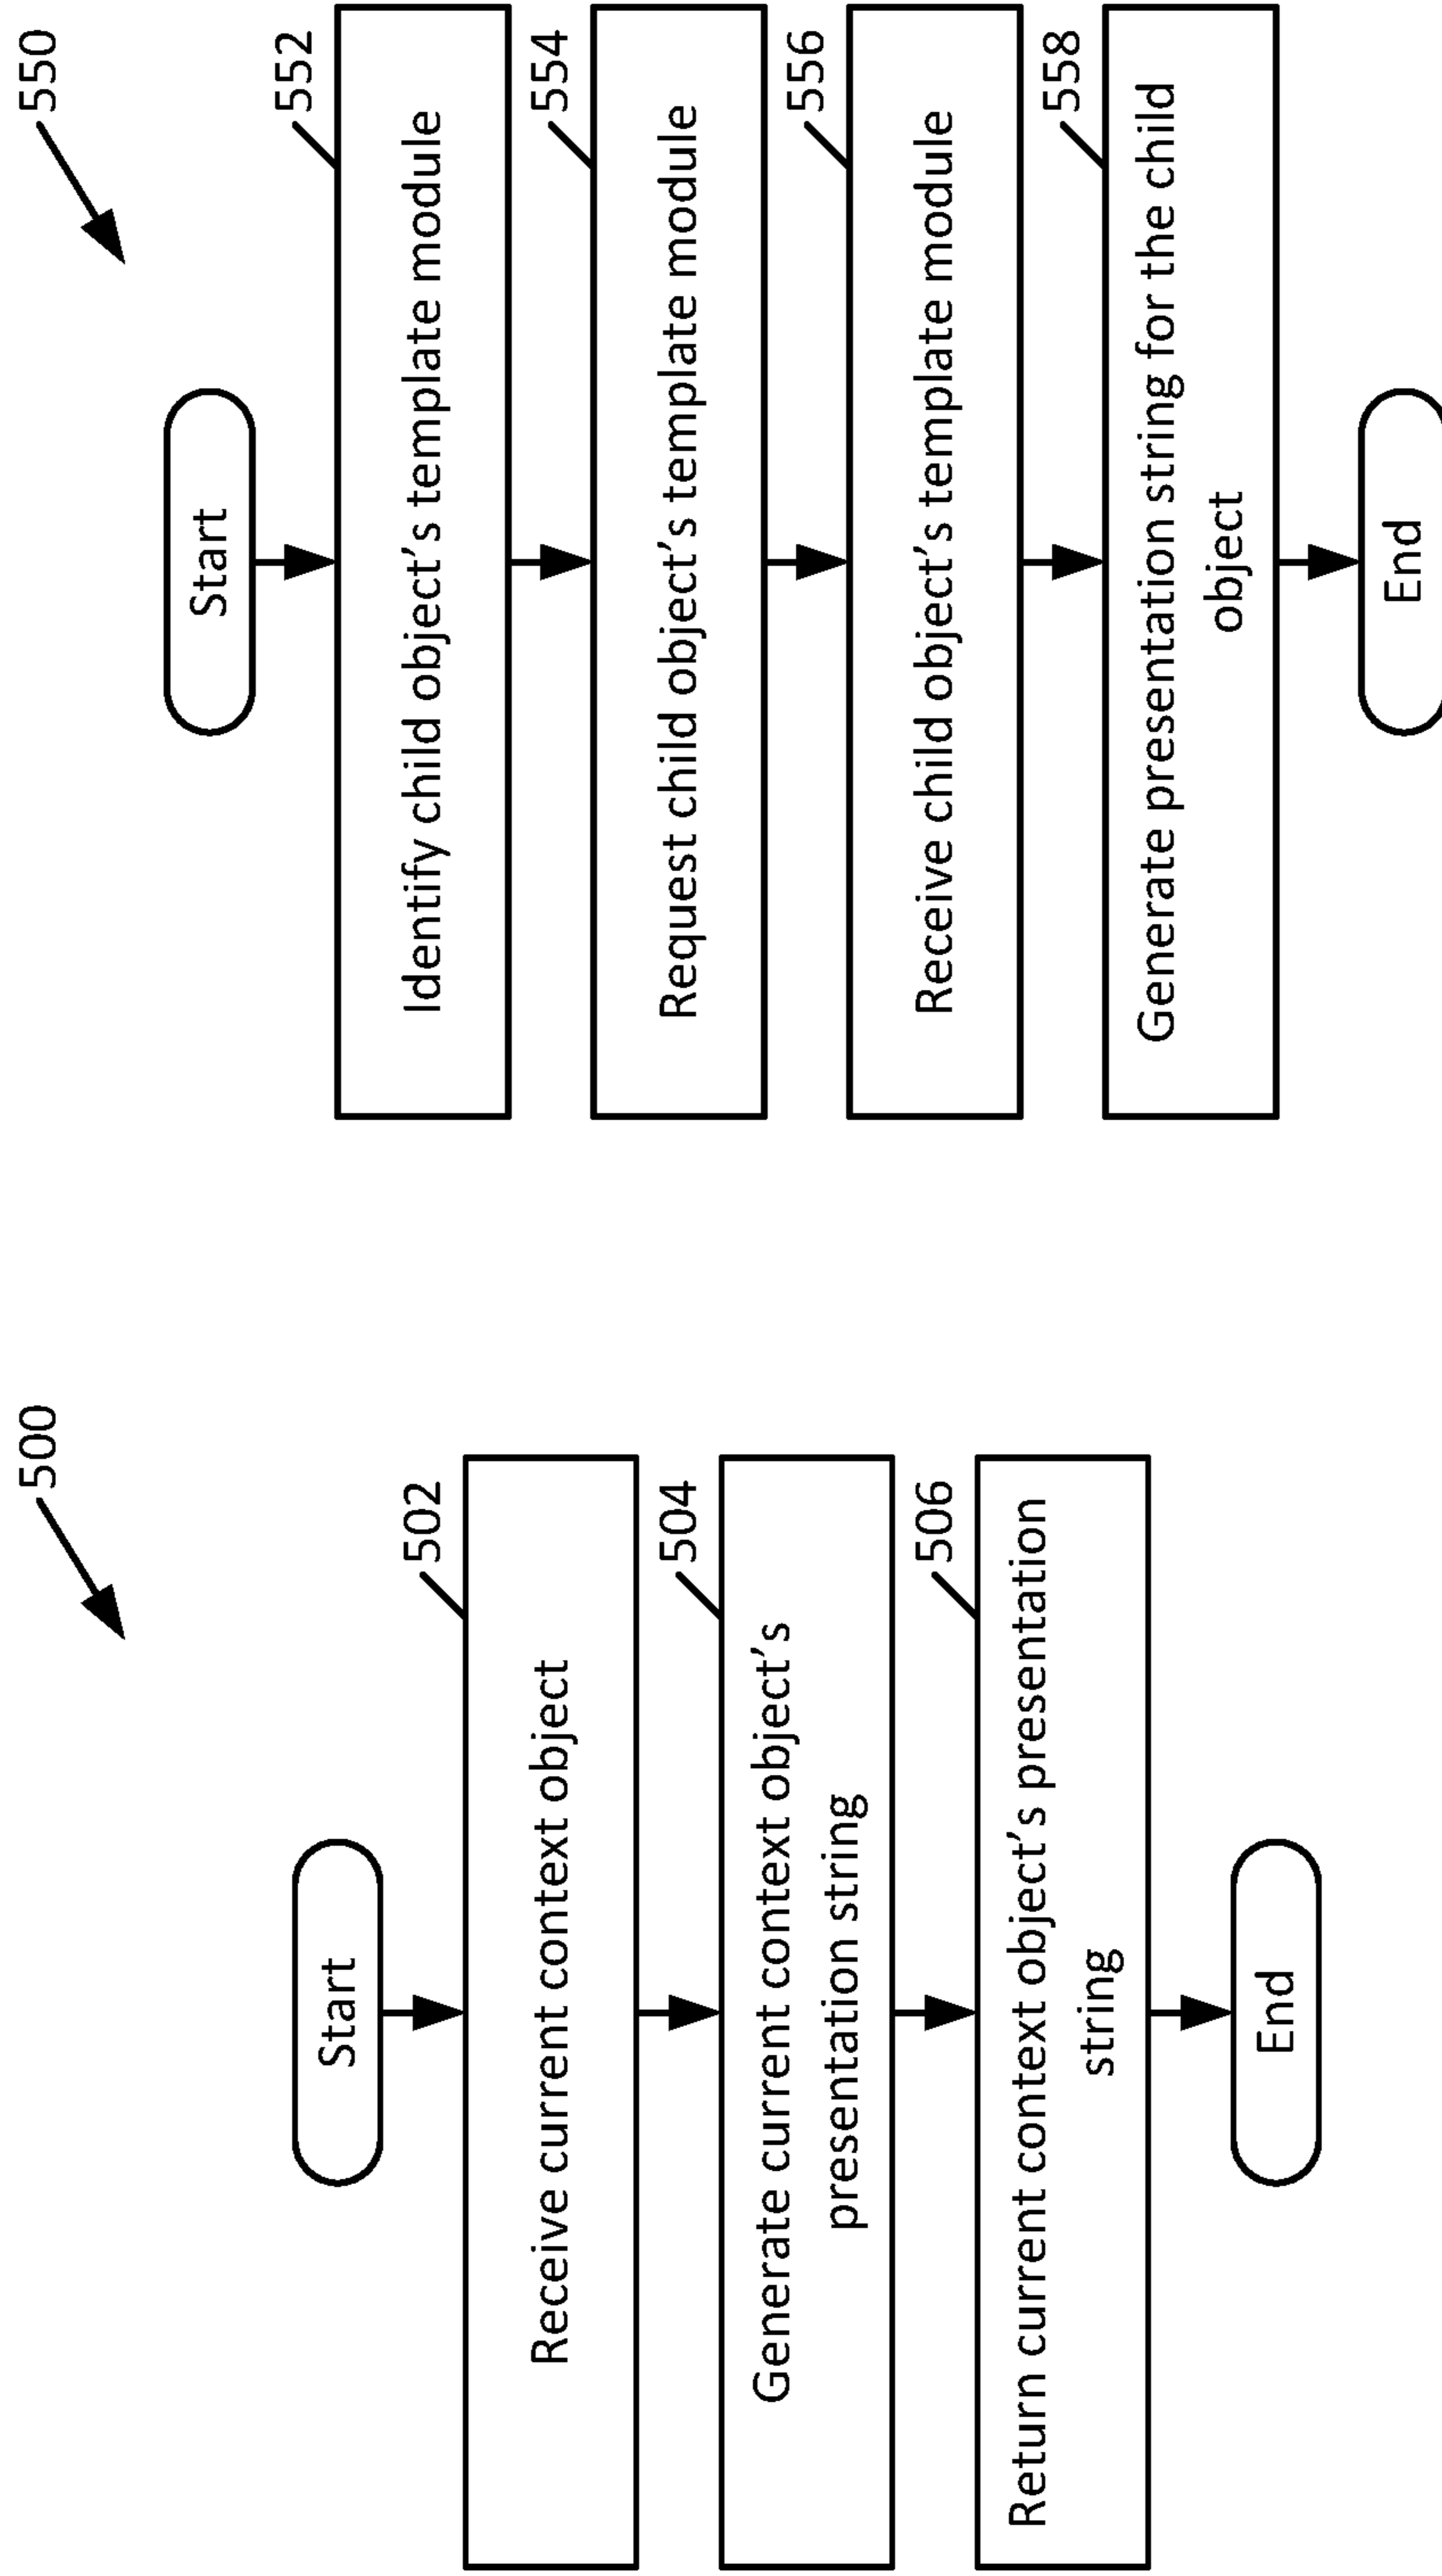 500
Start
502
Receive current context object
504
Generate current context object's
presentation string
506
Return current context object's presentation
string
End
550
Start
552
Identify child object's template module
554
Request child object's template module
556
Receive child object's template module
558
Generate presentation string for the child
object
End